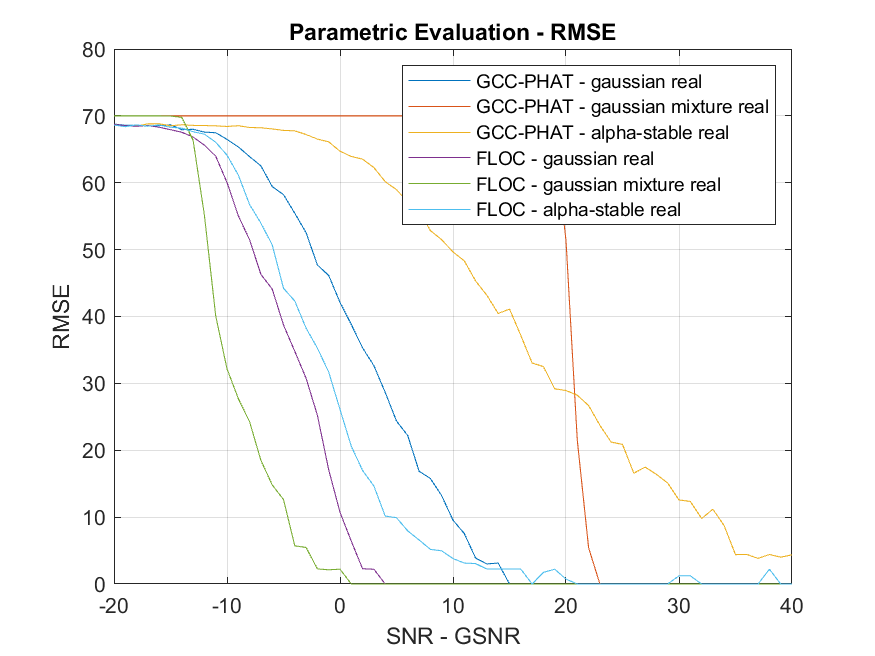 Parametric Evaluation - RMSE
80
70
60
50
40
30
20
10
0
RMSE
GCC-PHAT - gaussian real
GCC-PHAT - gaussian mixture real
GCC-PHAT - alpha-stable real
FLOC - gaussian real
FLOC - gaussian mixture real
FLOC - alpha-stable real
-20 -10 0 10 20 30 40
SNR - GSNR